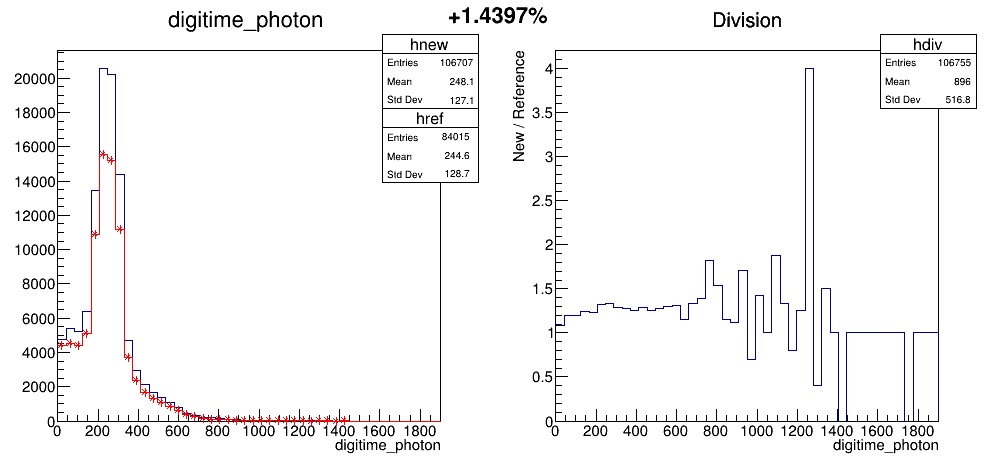 +1.4397%
digitime_photon
hnew
Entries 106707
Mean 248.1
Std Dev 127.1
href
Entries 84015
Mean 244.6
Std Dev 128.7
20000
18000
16000
14000
12000
10000
8000
6000
4000
2000
0
0 200 400 600 800 1000 1200 1400 1600 1800
digitime_photon
Division
hdiv
Entries 106755
Mean 896
Std Dev 516.8
New / Reference
4
3.5
3
2.5
2
1.5
1
0.5
0
0 200 400 600 800 1000 1200 1400 1600 1800
digitime_photon